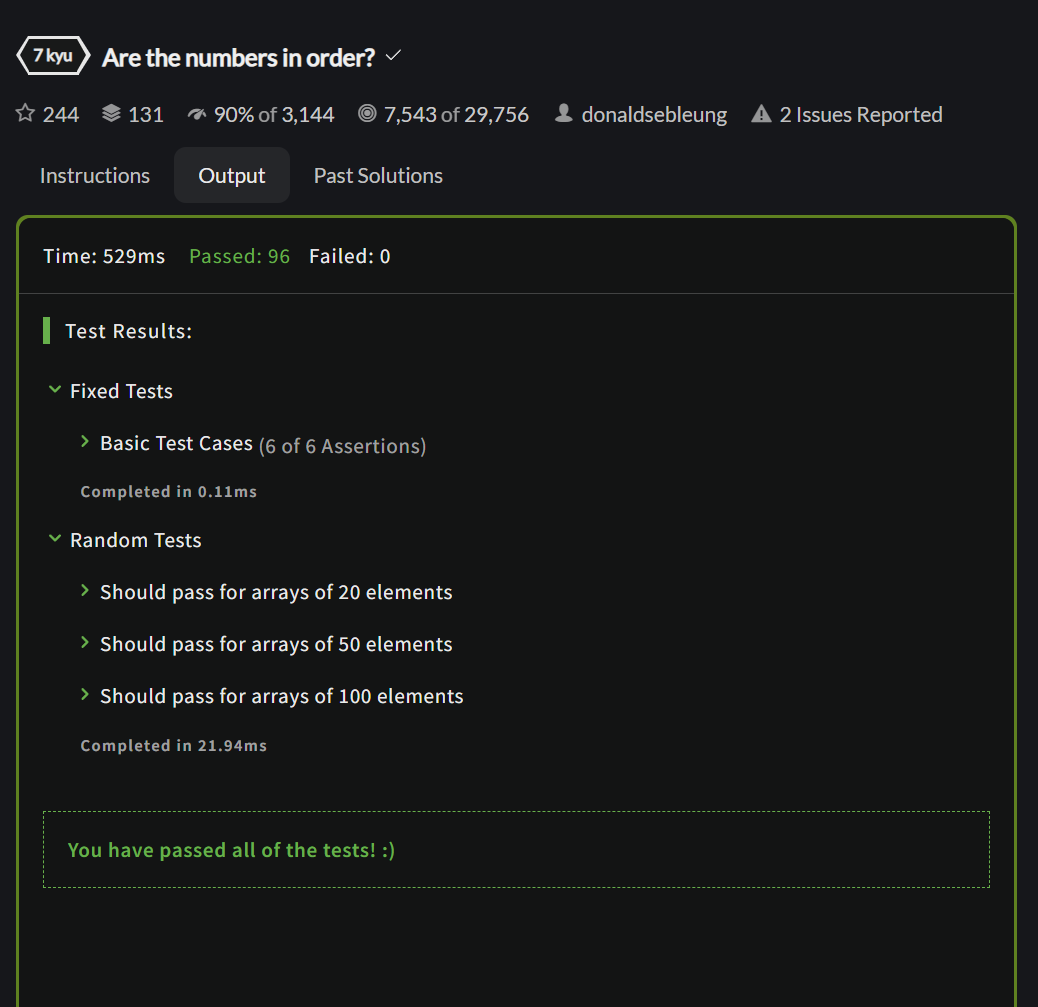 7 kyu Are the numbers in order?
244 131 90% of 3,144 7,543 of 29,756 donaldsebleung 2 Issues Reported
Instructions Output Past Solutions
Time: 529ms Passed: 96 Failed: 0
Test Results:
Fixed Tests
Basic Test Cases (6 of 6 Assertions)
Completed in 0.11ms
Random Tests
Should pass for arrays of 20 elements
Should pass for arrays of 50 elements
Should pass for arrays of 100 elements
Completed in 21.94ms
You have passed all of the tests! :)